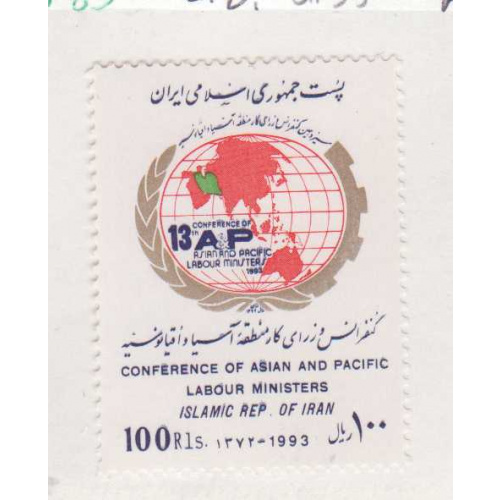 پست جمهوری اسلامی ایران
سیزدهمین کنفرانس وزرای کار منطقه آسیا و اقیانوسیه
CONFERENCE OF
13th A&P
ASIAN AND PACIFIC
LABOUR MINISTERS
1993
کنفرانس وزرای کار منطقهٔ آسیا و اقیانوسیه
CONFERENCE OF ASIAN AND PACIFIC
LABOUR MINISTERS
ISLAMIC REP. OF IRAN
100 Rls. ۱۳۷۲-1993 ۱۰۰ ریال